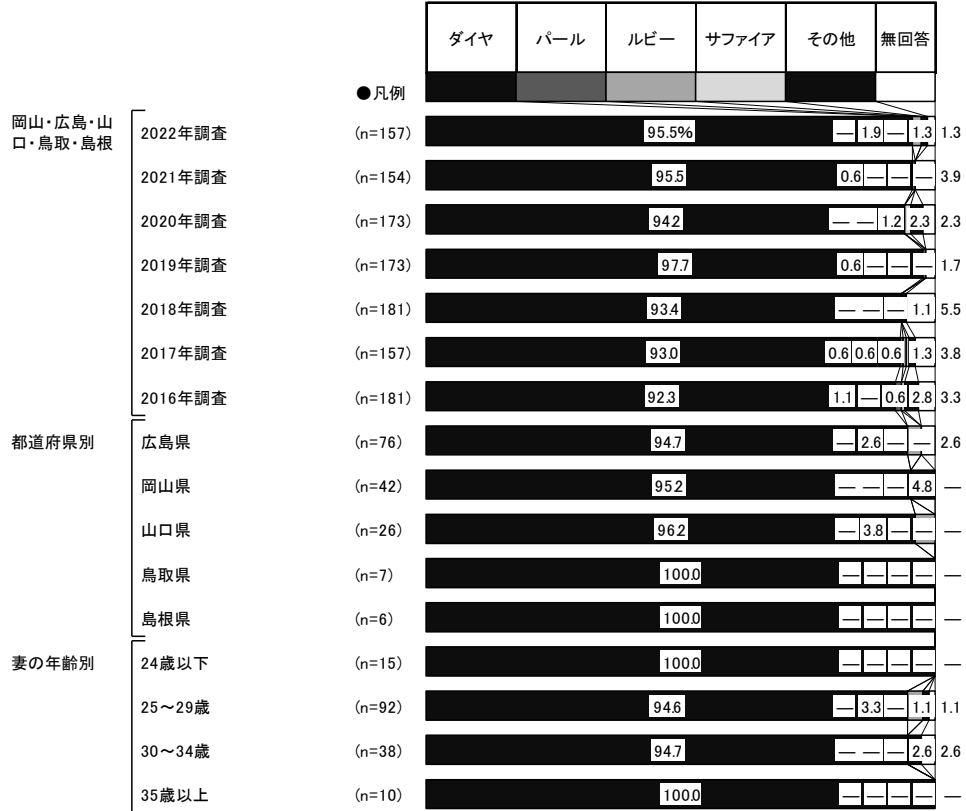 ダイヤ パール ルビー サファイア その他 無回答
●凡例
岡山・広島・山
口・鳥取・島根
2022年調査 (n=157) 95.5% — 1.9 — 1.3 1.3
2021年調査 (n=154) 95.5 0.6 — — — 3.9
2020年調査 (n=173) 94.2 — — 1.2 2.3 2.3
2019年調査 (n=173) 97.7 0.6 — — — 1.7
2018年調査 (n=181) 93.4 — — — 1.1 5.5
2017年調査 (n=157) 93.0 0.6 0.6 0.6 1.3 3.8
2016年調査 (n=181) 92.3 1.1 — 0.6 2.8 3.3
都道府県別 広島県 (n=76) 94.7 — 2.6 — — 2.6
岡山県 (n=42) 95.2 — — — 4.8 —
山口県 (n=26) 96.2 — 3.8 — — —
鳥取県 (n=7) 100.0 — — — — —
島根県 (n=6) 100.0 — — — — —
妻の年齢別 24歳以下 (n=15) 100.0 — — — — —
25～29歳 (n=92) 94.6 — 3.3 — 1.1 1.1
30～34歳 (n=38) 94.7 — — — 2.6 2.6
35歳以上 (n=10) 100.0 — — — — —